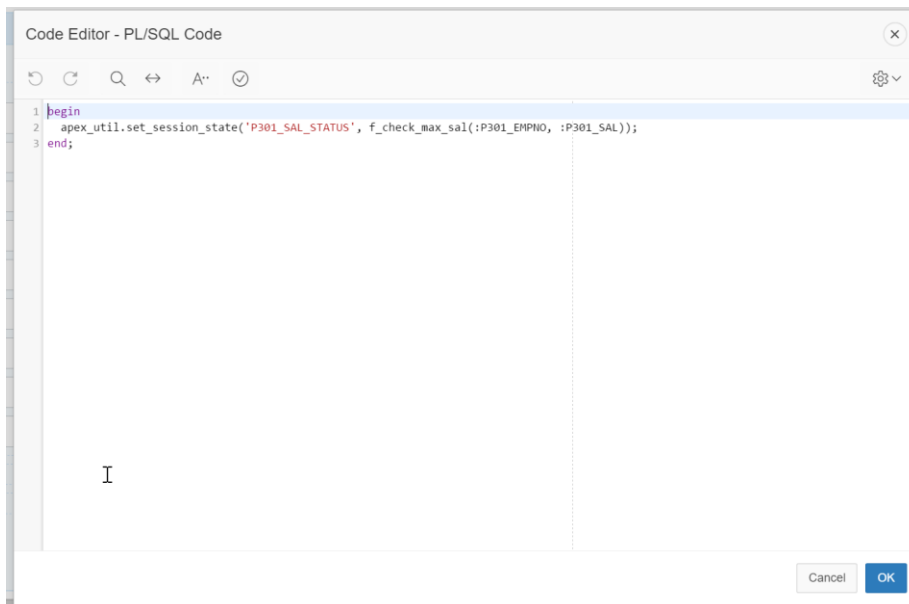 Code Editor - PL/SQL Code
A··
1 begin
2 apex_util.set_session_state('P301_SAL_STATUS', f_check_max_sal(:P301_EMPNO, :P301_SAL));
3 end;
Cancel OK